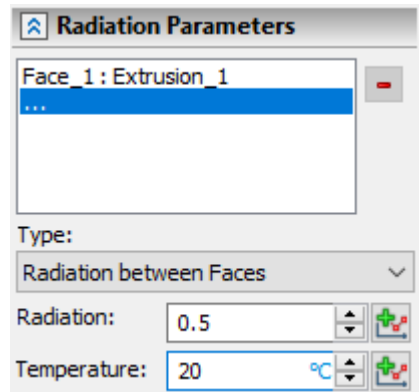 Radiation Parameters
Face_1 : Extrusion_1
...
Type:
Radiation between Faces
Radiation: 0.5
Temperature: 20 °C